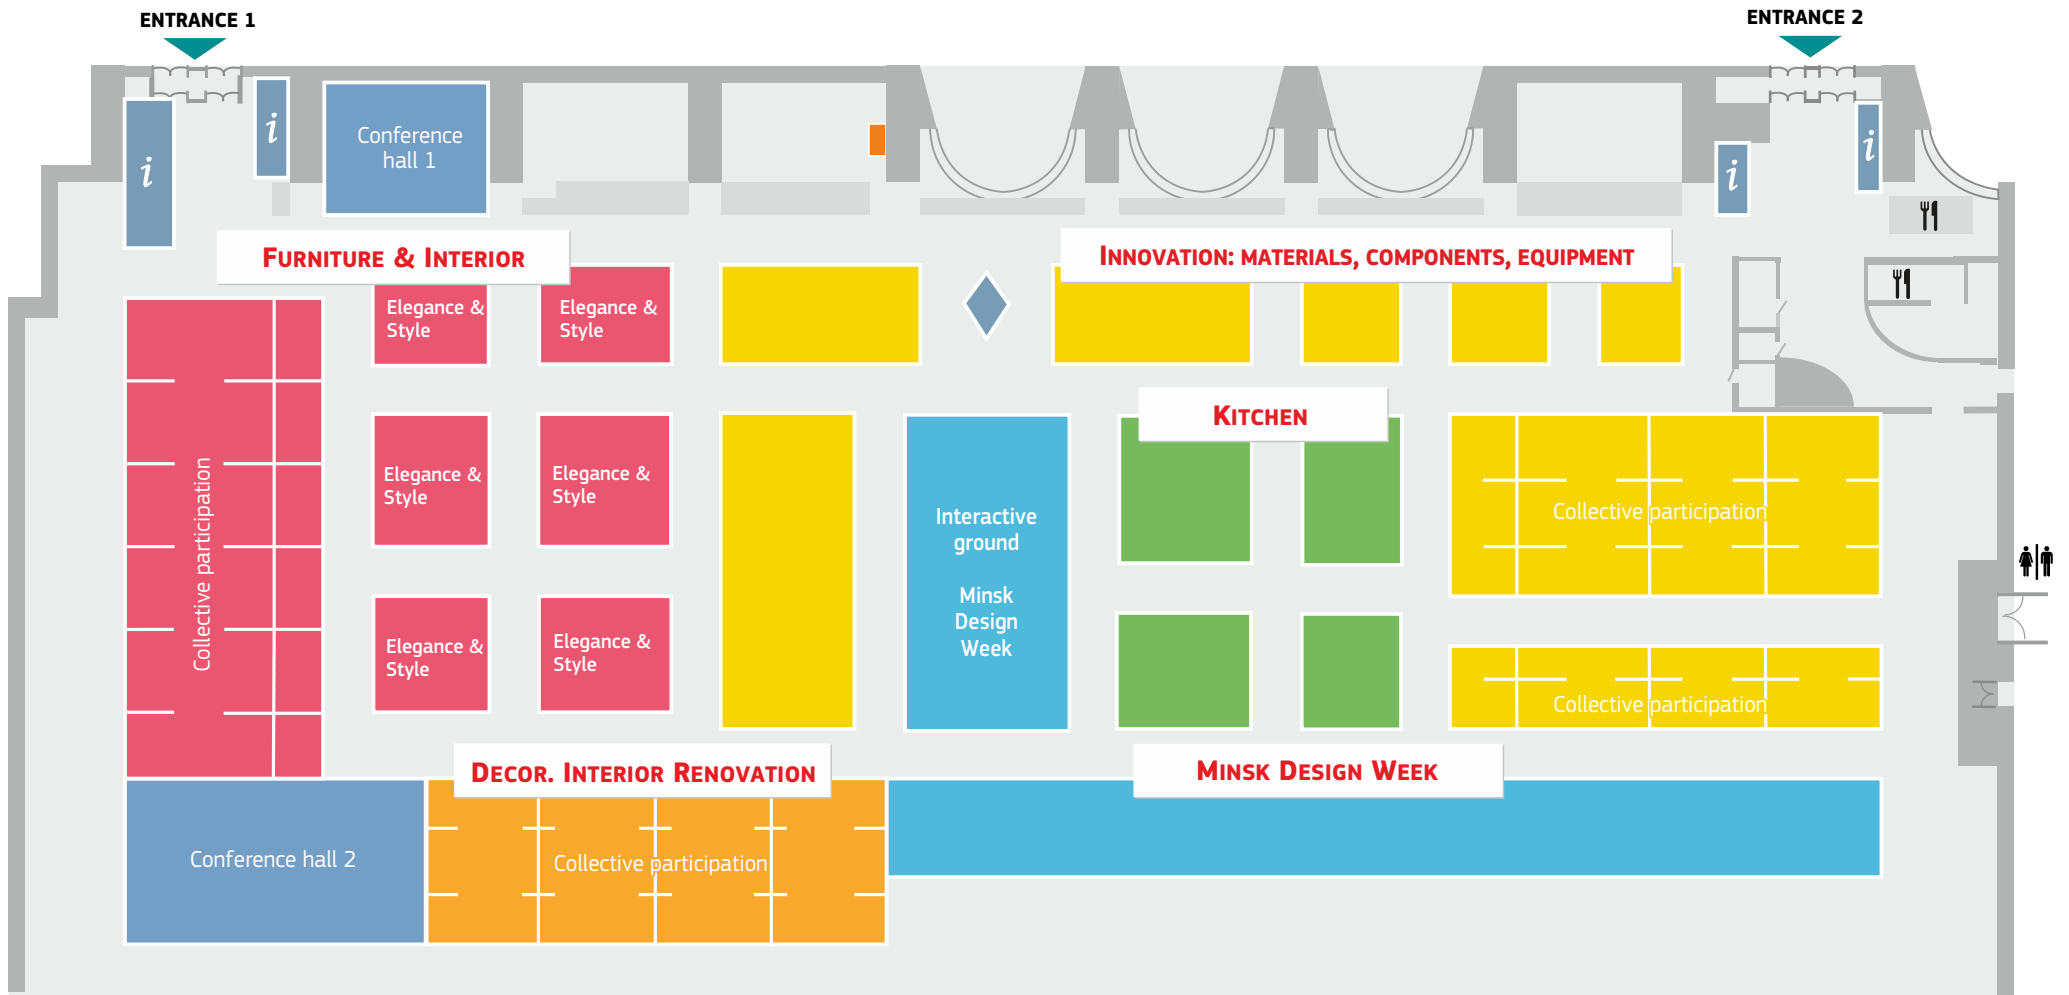 ENTRANCE 1
ENTRANCE 2
i
i
Conference
hall 1
i
i
FURNITURE & INTERIOR
INNOVATION: MATERIALS, COMPONENTS, EQUIPMENT
Elegance &
Style
Elegance &
Style
KITCHEN
Collective participation
Elegance &
Style
Elegance &
Style
Interactive
ground
Minsk
Design
Week
Collective participation
Elegance &
Style
Elegance &
Style
Collective participation
DECOR. INTERIOR RENOVATION
MINSK DESIGN WEEK
Conference hall 2
Collective participation